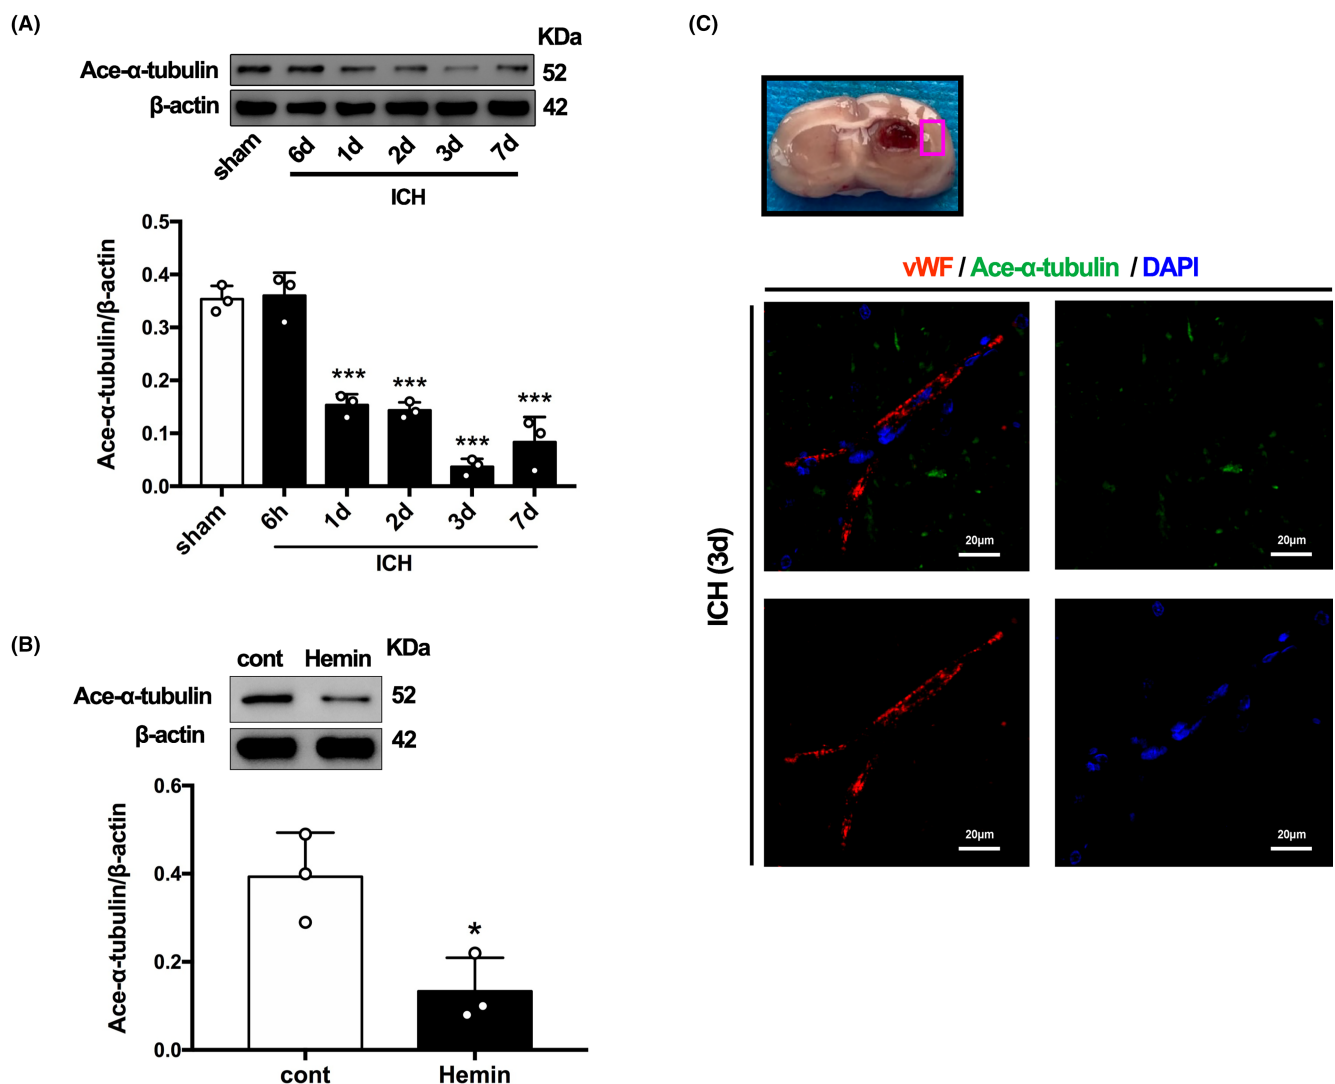 (A)
KDa
Ace-α-tubulin 52
β-actin 42
sham 6d 1d 2d 3d 7d
ICH
Ace-α-tubulin/β-actin
0.5
0.4
0.3
0.2
0.1
0.0
*** *** *** ***
sham 6h 1d 2d 3d 7d
ICH
(B)
cont Hemin KDa
Ace-α-tubulin 52
β-actin 42
Ace-α-tubulin/β-actin
0.6
0.4
0.2
0.0
*
cont Hemin
(C)
vWF / Ace-α-tubulin / DAPI
ICH (3d)
20μm 20μm
20μm 20μm